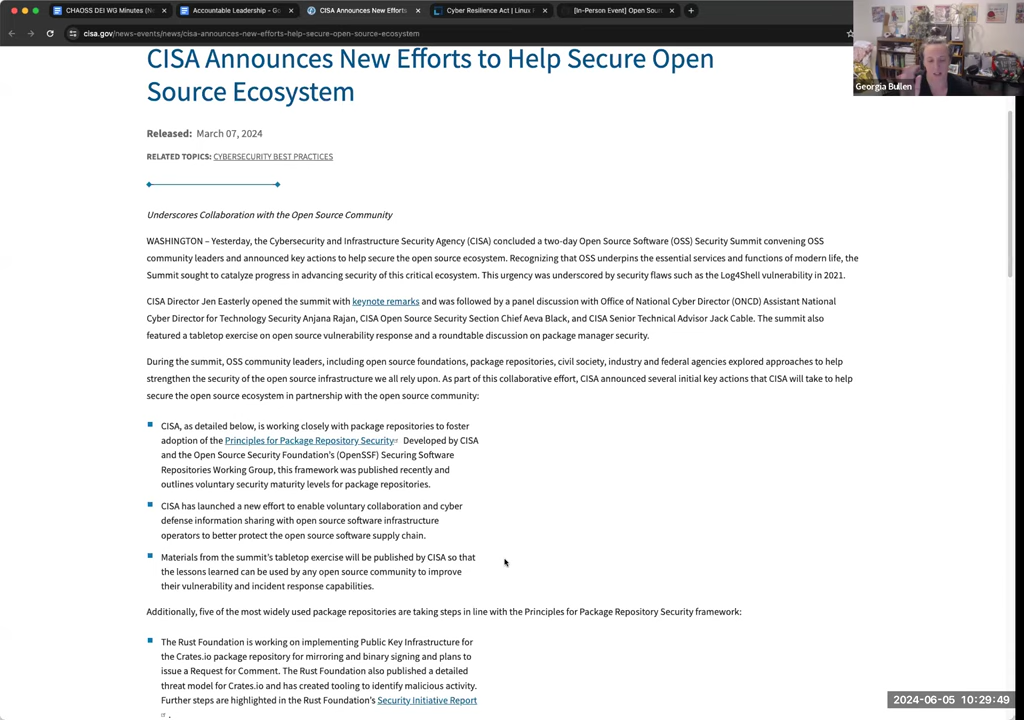 CHAOSS DEI WG Minutes (N
Accountable Leadership - Go
CISA Announces New Efforts
Cyber Resilience Act | Linux F
[In-Person Event] Open Sour
cisa.gov/news-events/news/cisa-announces-new-efforts-help-secure-open-source-ecosystem
Georgia Bullen
CISA Announces New Efforts to Help Secure Open
Source Ecosystem
Released: March 07, 2024
RELATED TOPICS: CYBERSECURITY BEST PRACTICES
Underscores Collaboration with the Open Source Community
WASHINGTON – Yesterday, the Cybersecurity and Infrastructure Security Agency (CISA) concluded a two-day Open Source Software (OSS) Security Summit convening OSS
community leaders and announced key actions to help secure the open source ecosystem. Recognizing that OSS underpins the essential services and functions of modern life, the
Summit sought to catalyze progress in advancing security of this critical ecosystem. This urgency was underscored by security flaws such as the Log4Shell vulnerability in 2021.
CISA Director Jen Easterly opened the summit with keynote remarks and was followed by a panel discussion with Office of National Cyber Director (ONCD) Assistant National
Cyber Director for Technology Security Anjana Rajan, CISA Open Source Security Section Chief Aeva Black, and CISA Senior Technical Advisor Jack Cable. The summit also
featured a tabletop exercise on open source vulnerability response and a roundtable discussion on package manager security.
During the summit, OSS community leaders, including open source foundations, package repositories, civil society, industry and federal agencies explored approaches to help
strengthen the security of the open source infrastructure we all rely upon. As part of this collaborative effort, CISA announced several initial key actions that CISA will take to help
secure the open source ecosystem in partnership with the open source community:
CISA, as detailed below, is working closely with package repositories to foster
adoption of the Principles for Package Repository Security Developed by CISA
and the Open Source Security Foundation's (OpenSSF) Securing Software
Repositories Working Group, this framework was published recently and
outlines voluntary security maturity levels for package repositories.
CISA has launched a new effort to enable voluntary collaboration and cyber
defense information sharing with open source software infrastructure
operators to better protect the open source software supply chain.
Materials from the summit's tabletop exercise will be published by CISA so that
the lessons learned can be used by any open source community to improve
their vulnerability and incident response capabilities.
Additionally, five of the most widely used package repositories are taking steps in line with the Principles for Package Repository Security framework:
The Rust Foundation is working on implementing Public Key Infrastructure for
the Crates.io package repository for mirroring and binary signing and plans to
issue a Request for Comment. The Rust Foundation also published a detailed
threat model for Crates.io and has created tooling to identify malicious activity.
Further steps are highlighted in the Rust Foundation's Security Initiative Report
.
2024-06-05 10:29:49